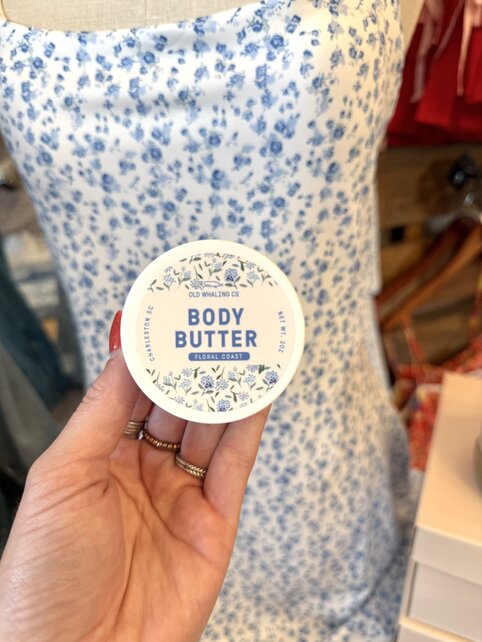 OLD WHALING CO
BODY
BUTTER
FLORAL COAST
CHARLESTON SC
NET WT. 2OZ